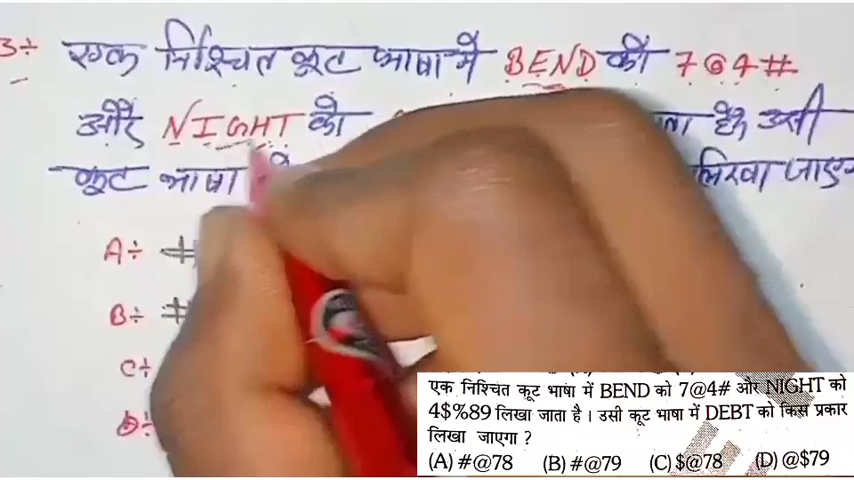 3÷ एक निश्चित कूट भाषा में BEND को 7@4#
और NIGHT को है, उसी
कूट भाषा में लिखा जाए
A÷ #
B÷ #
C÷
D÷
एक निश्चित कूट भाषा में BEND को 7@4# और NIGHT को
4$%89 लिखा जाता है। उसी कूट भाषा में DEBT को किस प्रकार
लिखा जाएगा ?
(A) #@78 (B) #@79 (C) $@78 (D) @$79